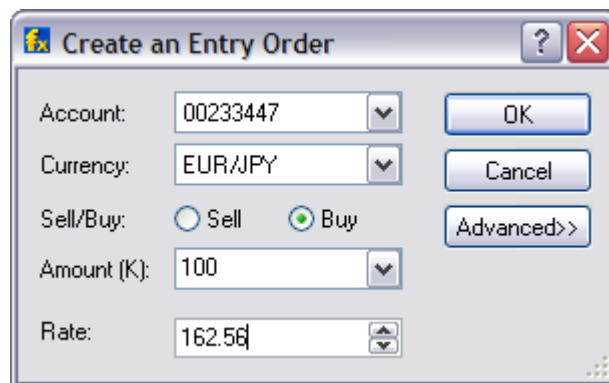 fx Create an Entry Order ?
Account: 00233447 OK
Currency: EUR/JPY Cancel
Sell/Buy: Sell Buy Advanced>>
Amount (K): 100
Rate: 162.56